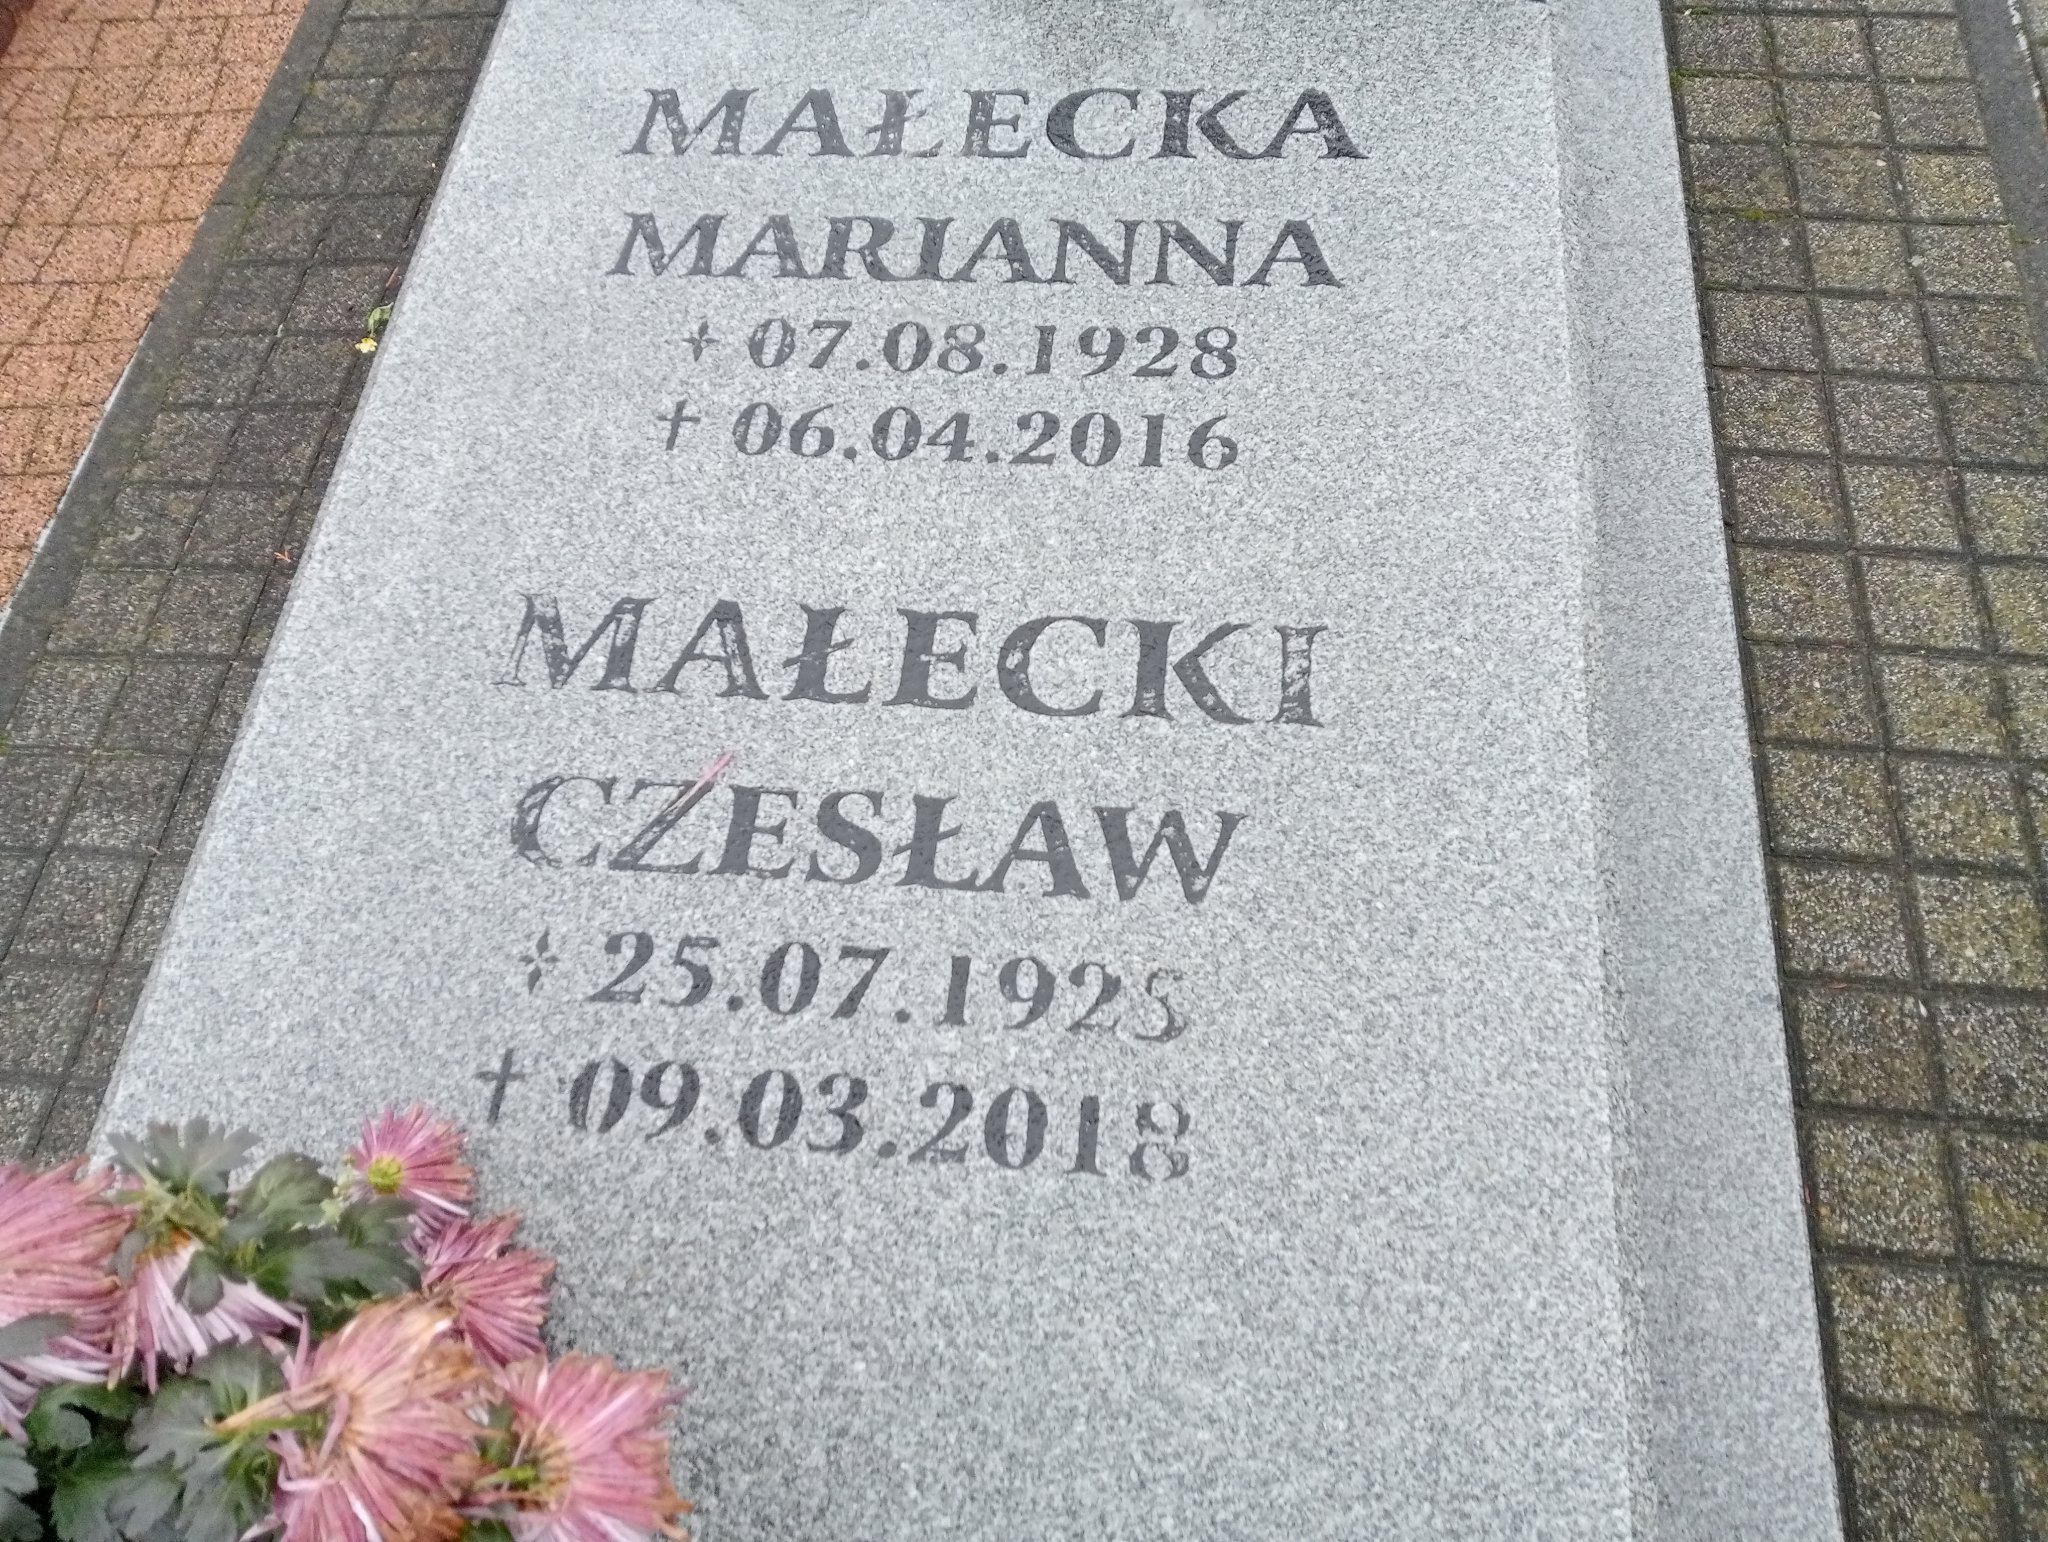 MAŁECKA
MARIANNA
✦ 07.08.1928
† 06.04.2016
MAŁECKI
CZESŁAW
✦ 25.07.1925
† 09.03.2018